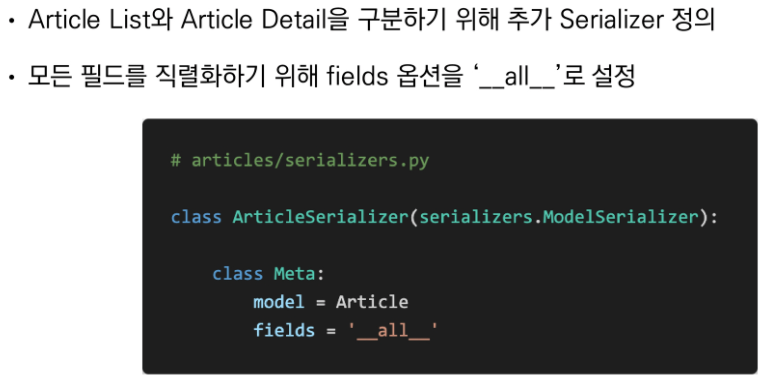 • Article List와 Article Detail을 구분하기 위해 추가 Serializer 정의
• 모든 필드를 직렬화하기 위해 fields 옵션을 ‘__all__’로 설정
# articles/serializers.py
class ArticleSerializer(serializers.ModelSerializer):
    class Meta:
        model = Article
        fields = '__all__'